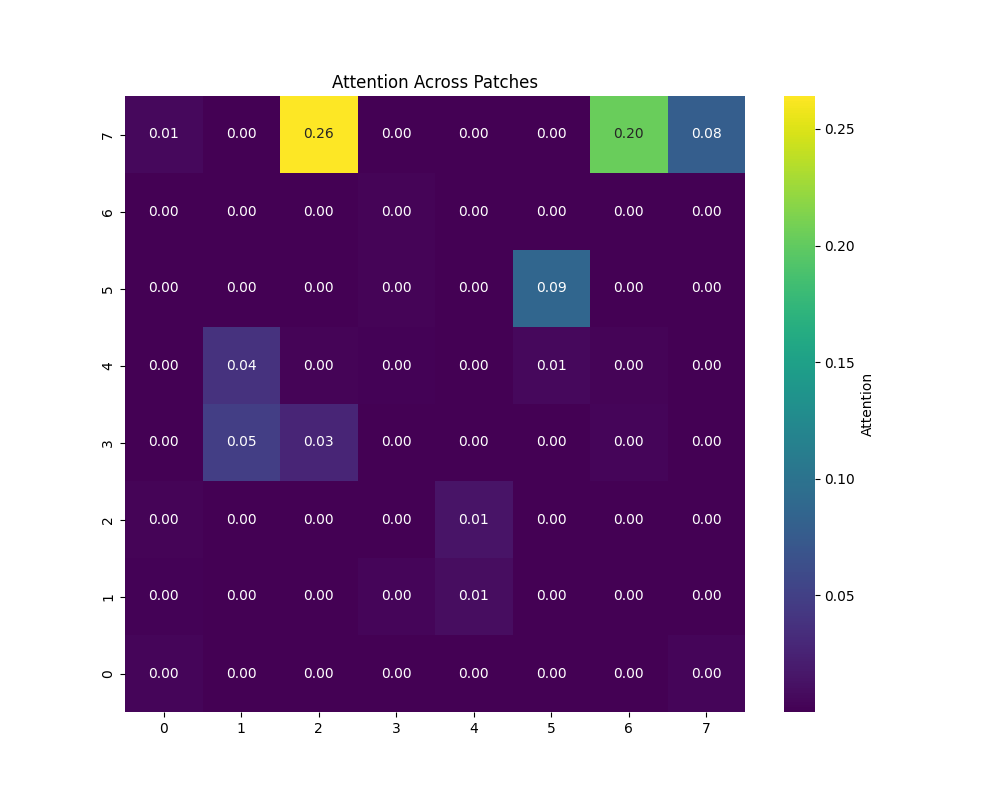 Attention Across Patches
7 0.01 0.00 0.26 0.00 0.00 0.00 0.20 0.08
6 0.00 0.00 0.00 0.00 0.00 0.00 0.00 0.00
5 0.00 0.00 0.00 0.00 0.00 0.09 0.00 0.00
4 0.00 0.04 0.00 0.00 0.00 0.01 0.00 0.00
3 0.00 0.05 0.03 0.00 0.00 0.00 0.00 0.00
2 0.00 0.00 0.00 0.00 0.01 0.00 0.00 0.00
1 0.00 0.00 0.00 0.00 0.01 0.00 0.00 0.00
0 0.00 0.00 0.00 0.00 0.00 0.00 0.00 0.00
0 1 2 3 4 5 6 7
0.25
0.20
0.15
0.10
0.05
Attention